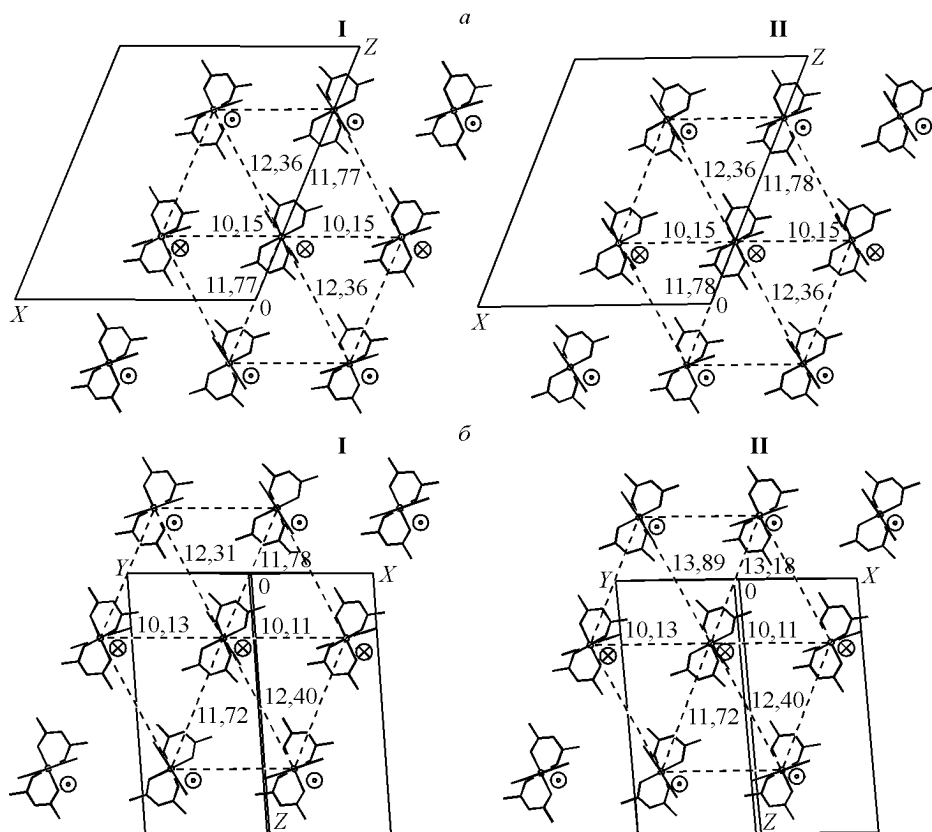 а
I II
Z Z
12,36 11,77 12,36 11,78
10,15 10,15 10,15 10,15
11,77 12,36 11,78 12,36
X 0 X 0
б
I II
12,31 11,78 13,89 13,18
Y 0 X Y 0 X
10,13 10,11 10,13 10,11
11,72 12,40 11,72 12,40
Z Z